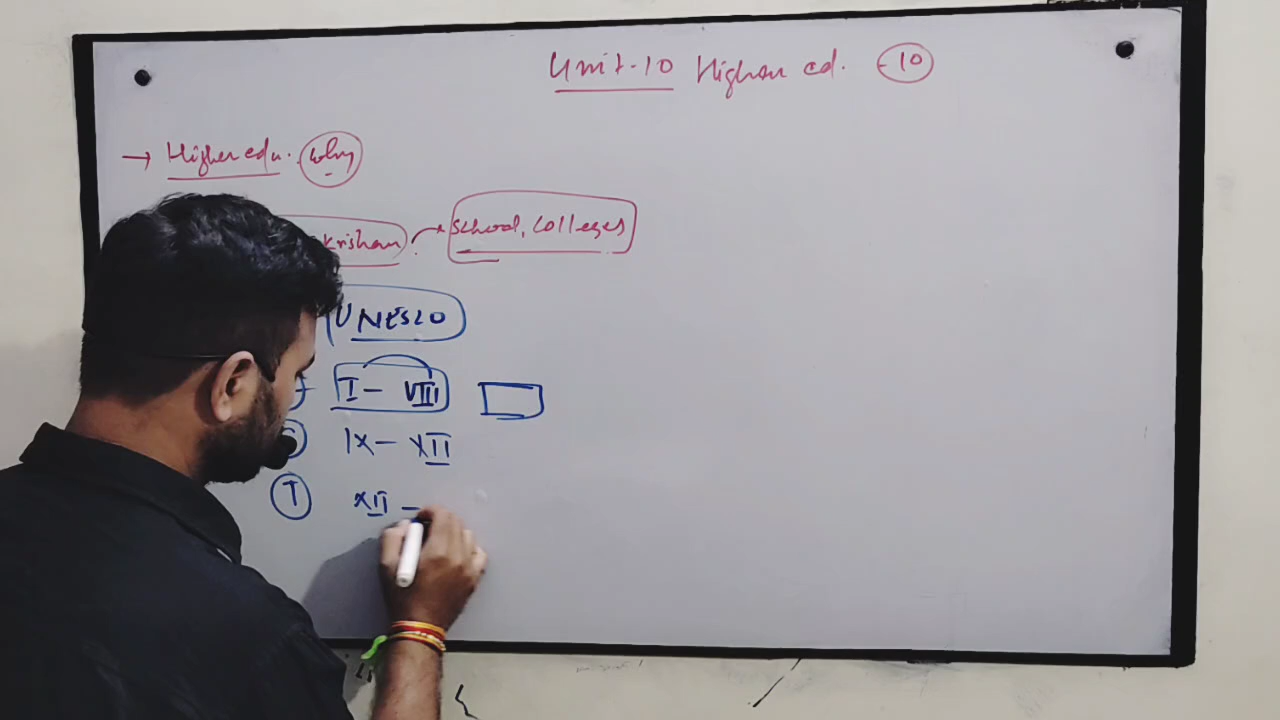 Unit-10 Higher ed. -10
→ Higher edu. Why
Krishan → School, Colleges
UNESCO
I - VIII
IX - XII
T XII -